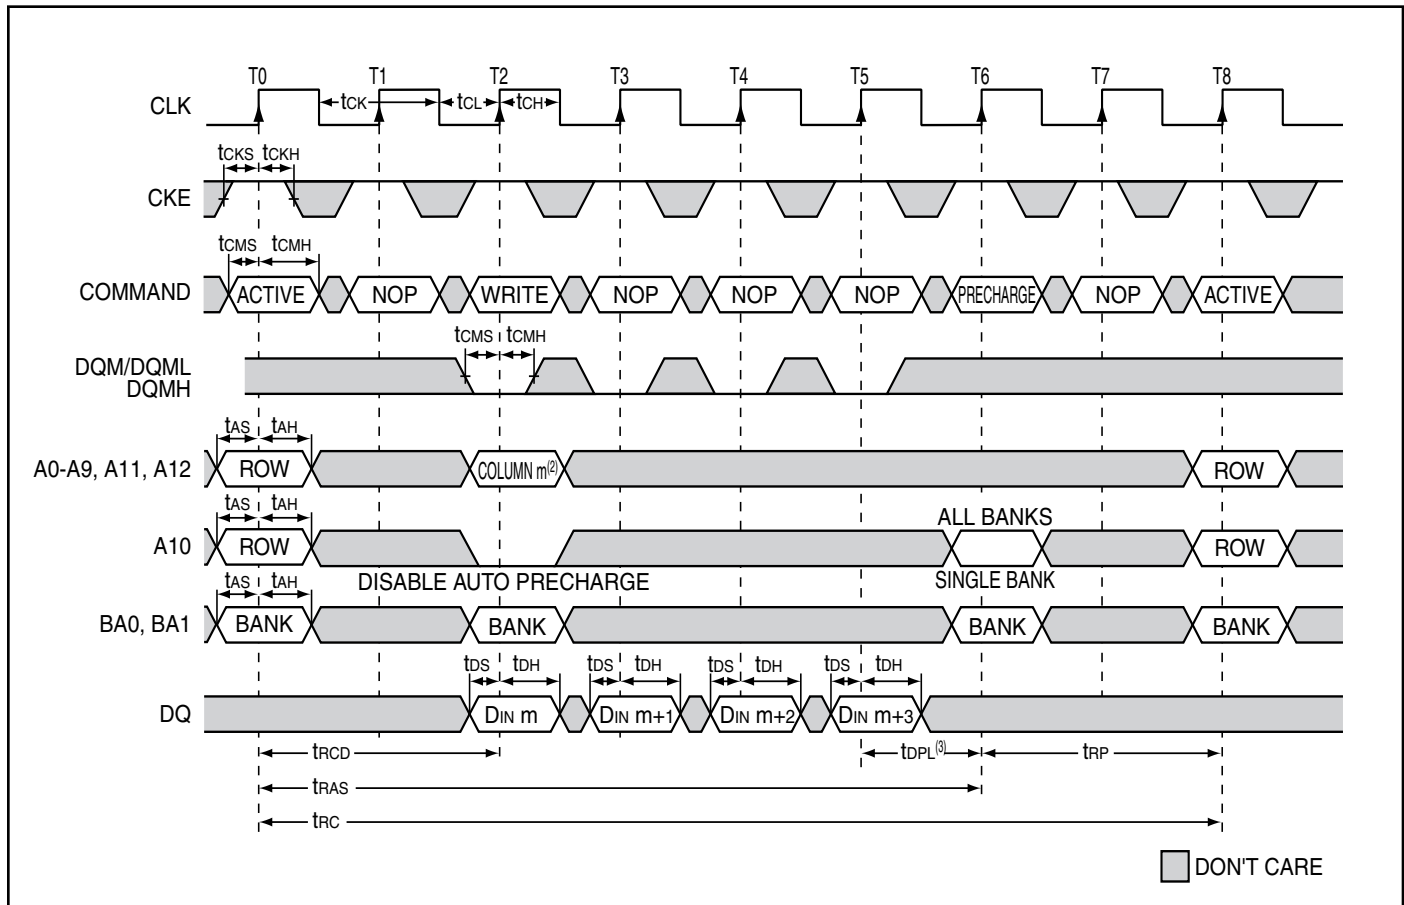 T0 T1 T2 T3 T4 T5 T6 T7 T8
CLK tCK tCL tCH
tCKS tCKH
CKE
tCMS tCMH
COMMAND ACTIVE NOP WRITE NOP NOP NOP PRECHARGE NOP ACTIVE
tCMS tCMH
DQM/DQML
DQMH
tAS tAH
A0-A9, A11, A12 ROW COLUMN m(2) ROW
tAS tAH
ALL BANKS
A10 ROW ROW
DISABLE AUTO PRECHARGE SINGLE BANK
tAS tAH
BA0, BA1 BANK BANK BANK BANK
tDS tDH tDS tDH tDS tDH tDS tDH
DQ DIN m DIN m+1 DIN m+2 DIN m+3
tRCD tDPL(3) tRP
tRAS
tRC
DON'T CARE